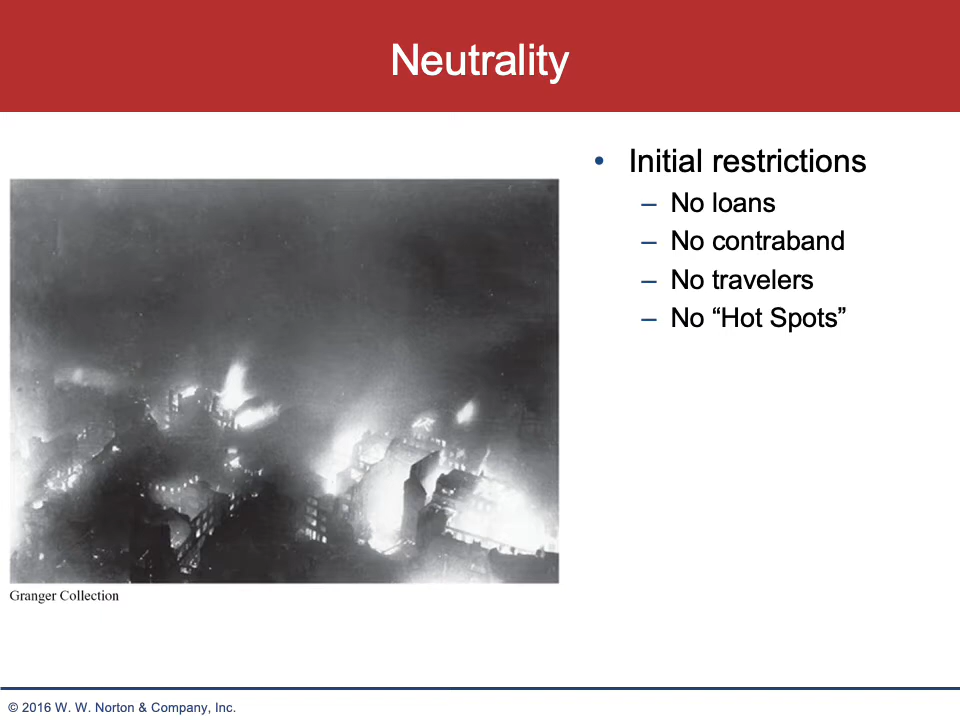 Neutrality
• Initial restrictions
– No loans
– No contraband
– No travelers
– No “Hot Spots”
Granger Collection
© 2016 W. W. Norton & Company, Inc.